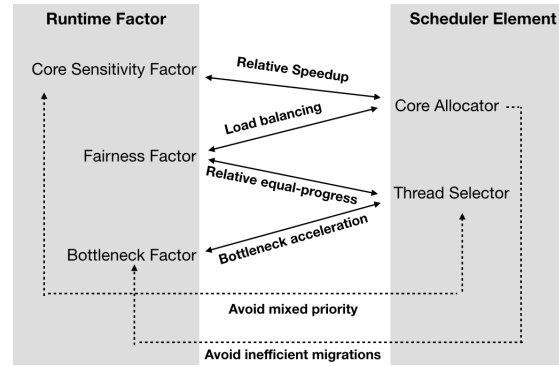 Runtime Factor
Scheduler Element
Core Sensitivity Factor
Relative Speedup
Core Allocator
Load balancing
Fairness Factor
Relative equal-progress
Thread Selector
Bottleneck acceleration
Bottleneck Factor
Avoid mixed priority
Avoid inefficient migrations